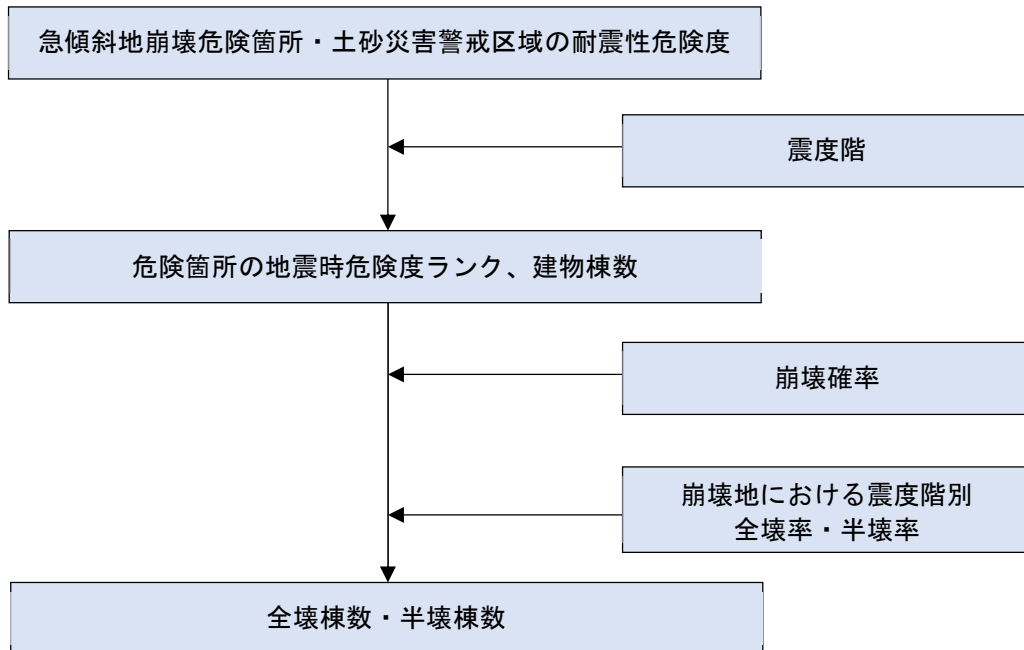 急傾斜地崩壊危険箇所・土砂災害警戒区域の耐震性危険度
震度階
危険箇所の地震時危険度ランク、建物棟数
崩壊確率
崩壊地における震度階別
全壊率・半壊率
全壊棟数・半壊棟数